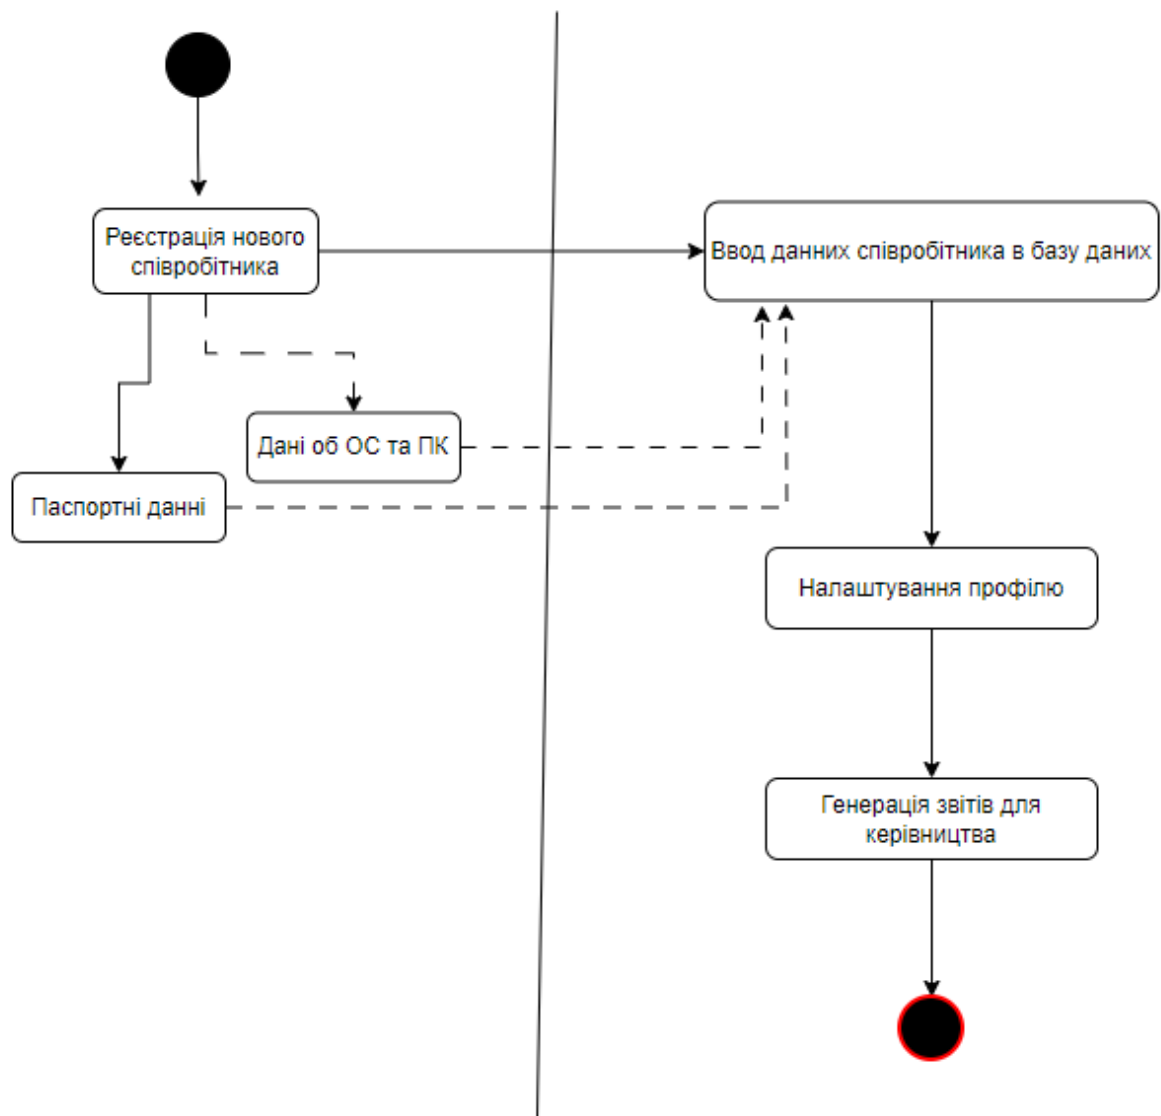 Реєстрація нового
співробітника
Ввод данних співробітника в базу даних
Дані об ОС та ПК
Паспортні данні
Налаштування профілю
Генерація звітів для
керівництва